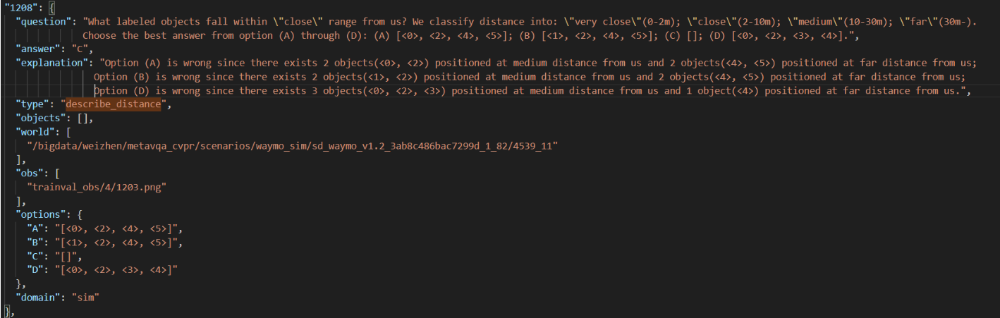 "1208": {
"question": "What labeled objects fall within \"close\" range from us? We classify distance into: \"very close\"(0-2m); \"close\"(2-10m); \"medium\"(10-30m); \"far\"(30m-).
Choose the best answer from option (A) through (D): (A) [<0>, <2>, <4>, <5>]; (B) [<1>, <2>, <4>, <5>]; (C) []; (D) [<0>, <2>, <3>, <4>].",
"answer": "C",
"explanation": "Option (A) is wrong since there exists 2 objects(<0>, <2>) positioned at medium distance from us and 2 objects(<4>, <5>) positioned at far distance from us;
Option (B) is wrong since there exists 2 objects(<1>, <2>) positioned at medium distance from us and 2 objects(<4>, <5>) positioned at far distance from us;
Option (D) is wrong since there exists 3 objects(<0>, <2>, <3>) positioned at medium distance from us and 1 object(<4>) positioned at far distance from us.",
"type": "describe_distance",
"objects": [],
"world": [
"/bigdata/weizhen/metavqa_cvpr/scenarios/waymo_sim/sd_waymo_v1.2_3ab8c486bac7299d_1_82/4539_11"
],
"obs": [
"trainval_obs/4/1203.png"
],
"options": {
"A": "[<0>, <2>, <4>, <5>]",
"B": "[<1>, <2>, <4>, <5>]",
"C": "[]",
"D": "[<0>, <2>, <3>, <4>]"
},
"domain": "sim"
},